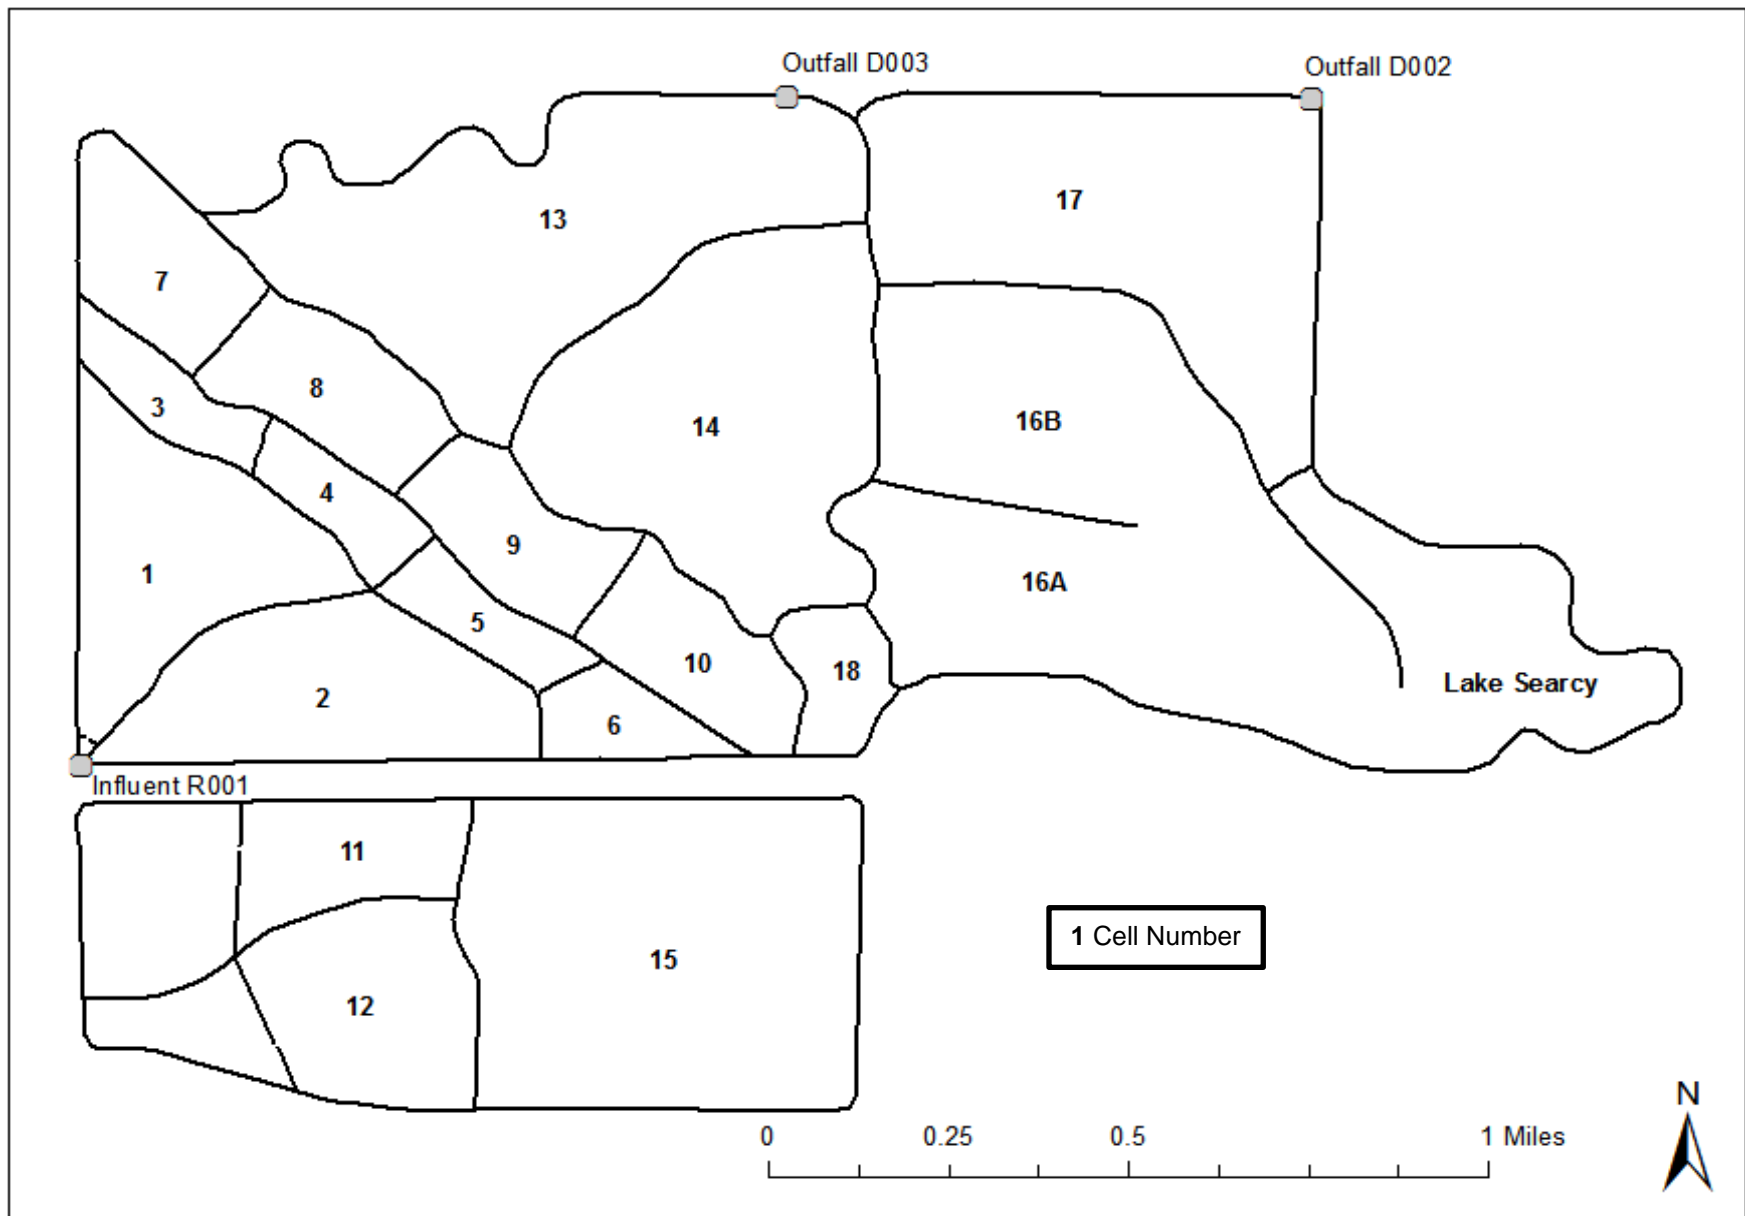 Outfall D003
Outfall D002
17
13
7
8
3
14
16B
4
9
1
16A
5
10
18
Lake Searcy
2
6
Influent R001
11
15
1 Cell Number
12
N
0 0.25 0.5 1 Miles